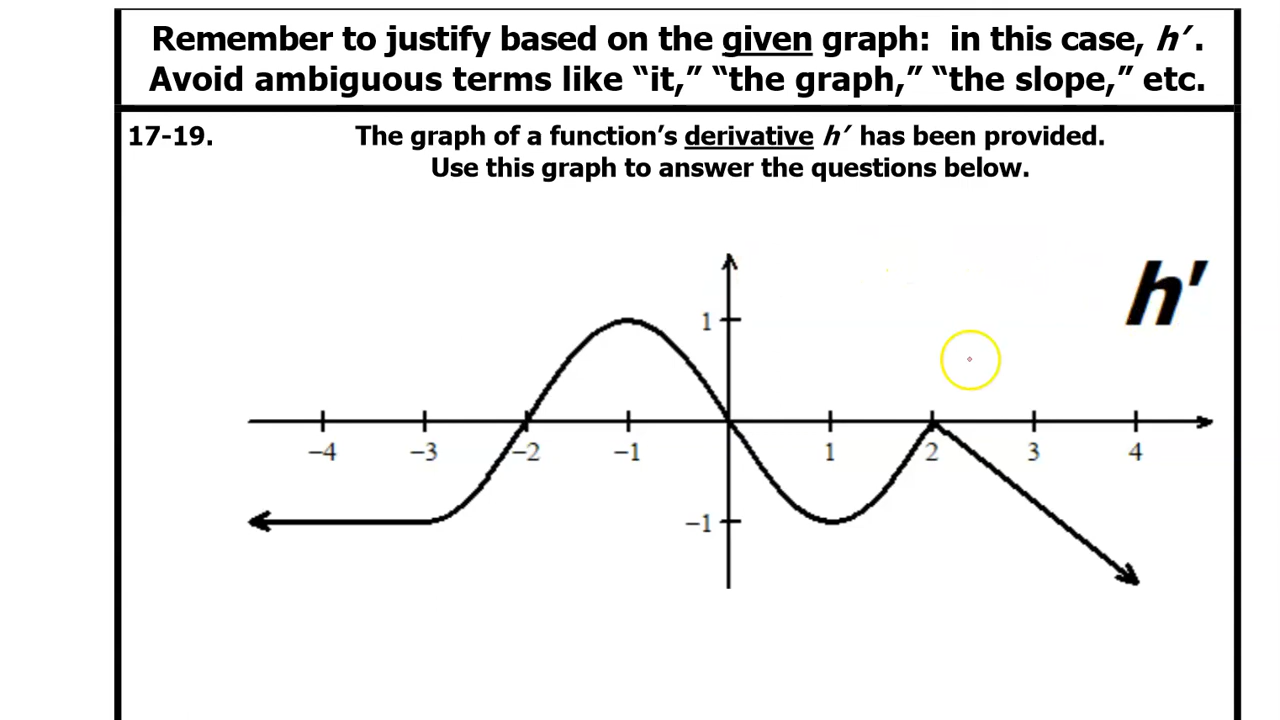 Remember to justify based on the given graph:  in this case, h′.
Avoid ambiguous terms like “it,” “the graph,” “the slope,” etc.
17-19.
The graph of a function’s derivative h′ has been provided.
Use this graph to answer the questions below.
h′
1
−4 −3 −2 −1 1 2 3 4
−1